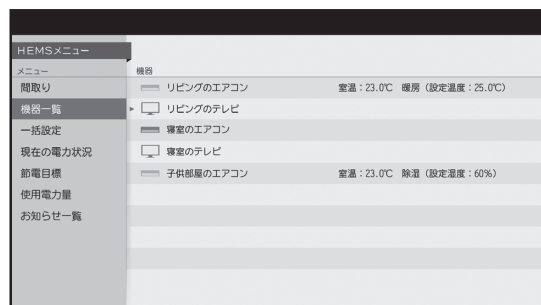 HEMSメニュー
メニュー
機器
間取り
リビングのエアコン 室温：23.0℃ 暖房（設定温度：25.0℃）
機器一覧
リビングのテレビ
一括設定
寝室のエアコン
現在の電力状況
寝室のテレビ
節電目標
子供部屋のエアコン 室温：23.0℃ 除湿（設定湿度：60%）
使用電力量
お知らせ一覧